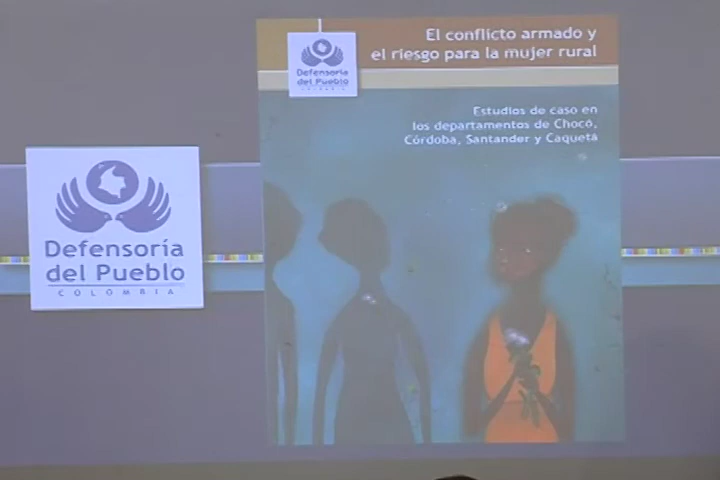 Defensoría
del Pueblo
COLOMBIA
Defensoría
del Pueblo
COLOMBIA
El conflicto armado y
el riesgo para la mujer rural
Estudios de caso en
los departamentos de Chocó,
Córdoba, Santander y Caquetá